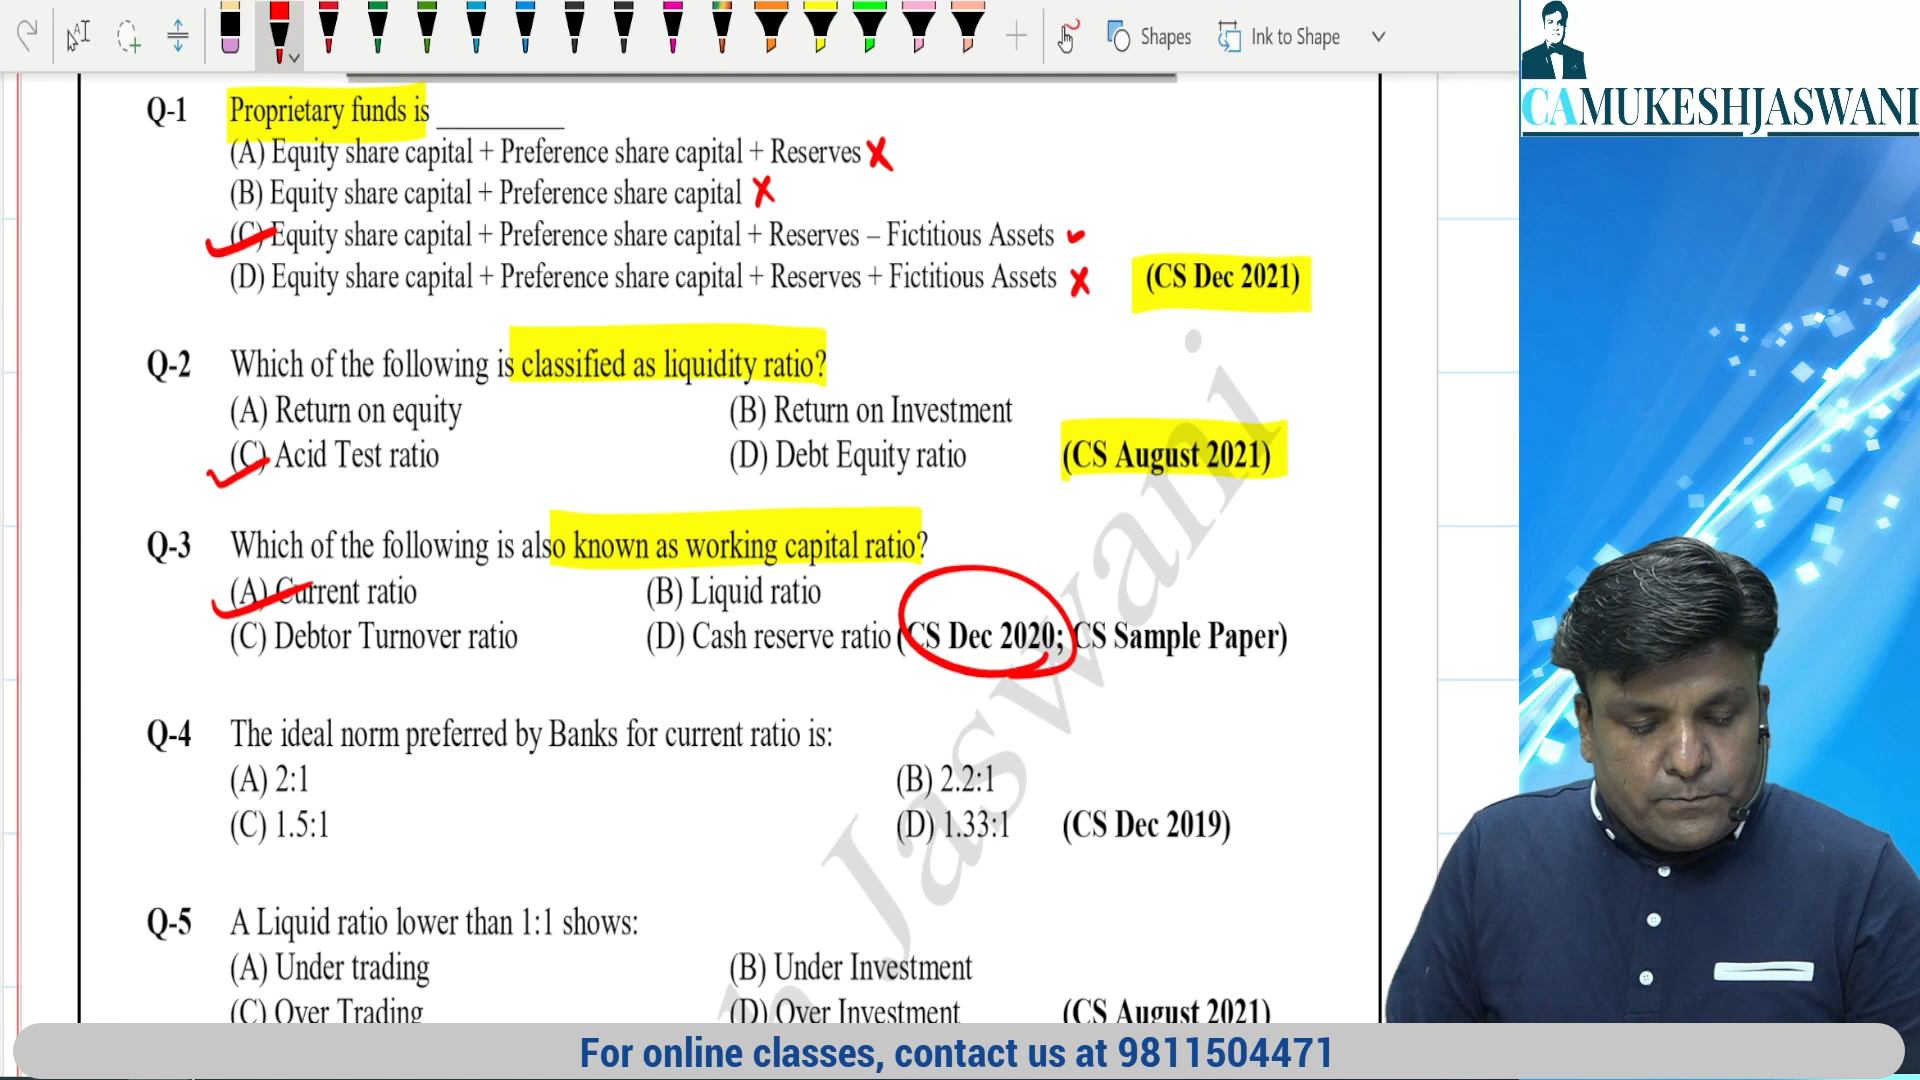 Shapes
Ink to Shape
CAMUKESHJASWANI
Q-1 Proprietary funds is ___________
(A) Equity share capital + Preference share capital + Reserves
(B) Equity share capital + Preference share capital
(C) Equity share capital + Preference share capital + Reserves – Fictitious Assets
(D) Equity share capital + Preference share capital + Reserves + Fictitious Assets (CS Dec 2021)
Q-2 Which of the following is classified as liquidity ratio?
(A) Return on equity (B) Return on Investment
(C) Acid Test ratio (D) Debt Equity ratio (CS August 2021)
Q-3 Which of the following is also known as working capital ratio?
(A) Current ratio (B) Liquid ratio
(C) Debtor Turnover ratio (D) Cash reserve ratio (CS Dec 2020; CS Sample Paper)
Q-4 The ideal norm preferred by Banks for current ratio is:
(A) 2:1 (B) 2.2:1
(C) 1.5:1 (D) 1.33:1 (CS Dec 2019)
Q-5 A Liquid ratio lower than 1:1 shows:
(A) Under trading (B) Under Investment
(C) Over Trading (D) Over Investment (CS August 2021)
h Jaswani
For online classes, contact us at 9811504471